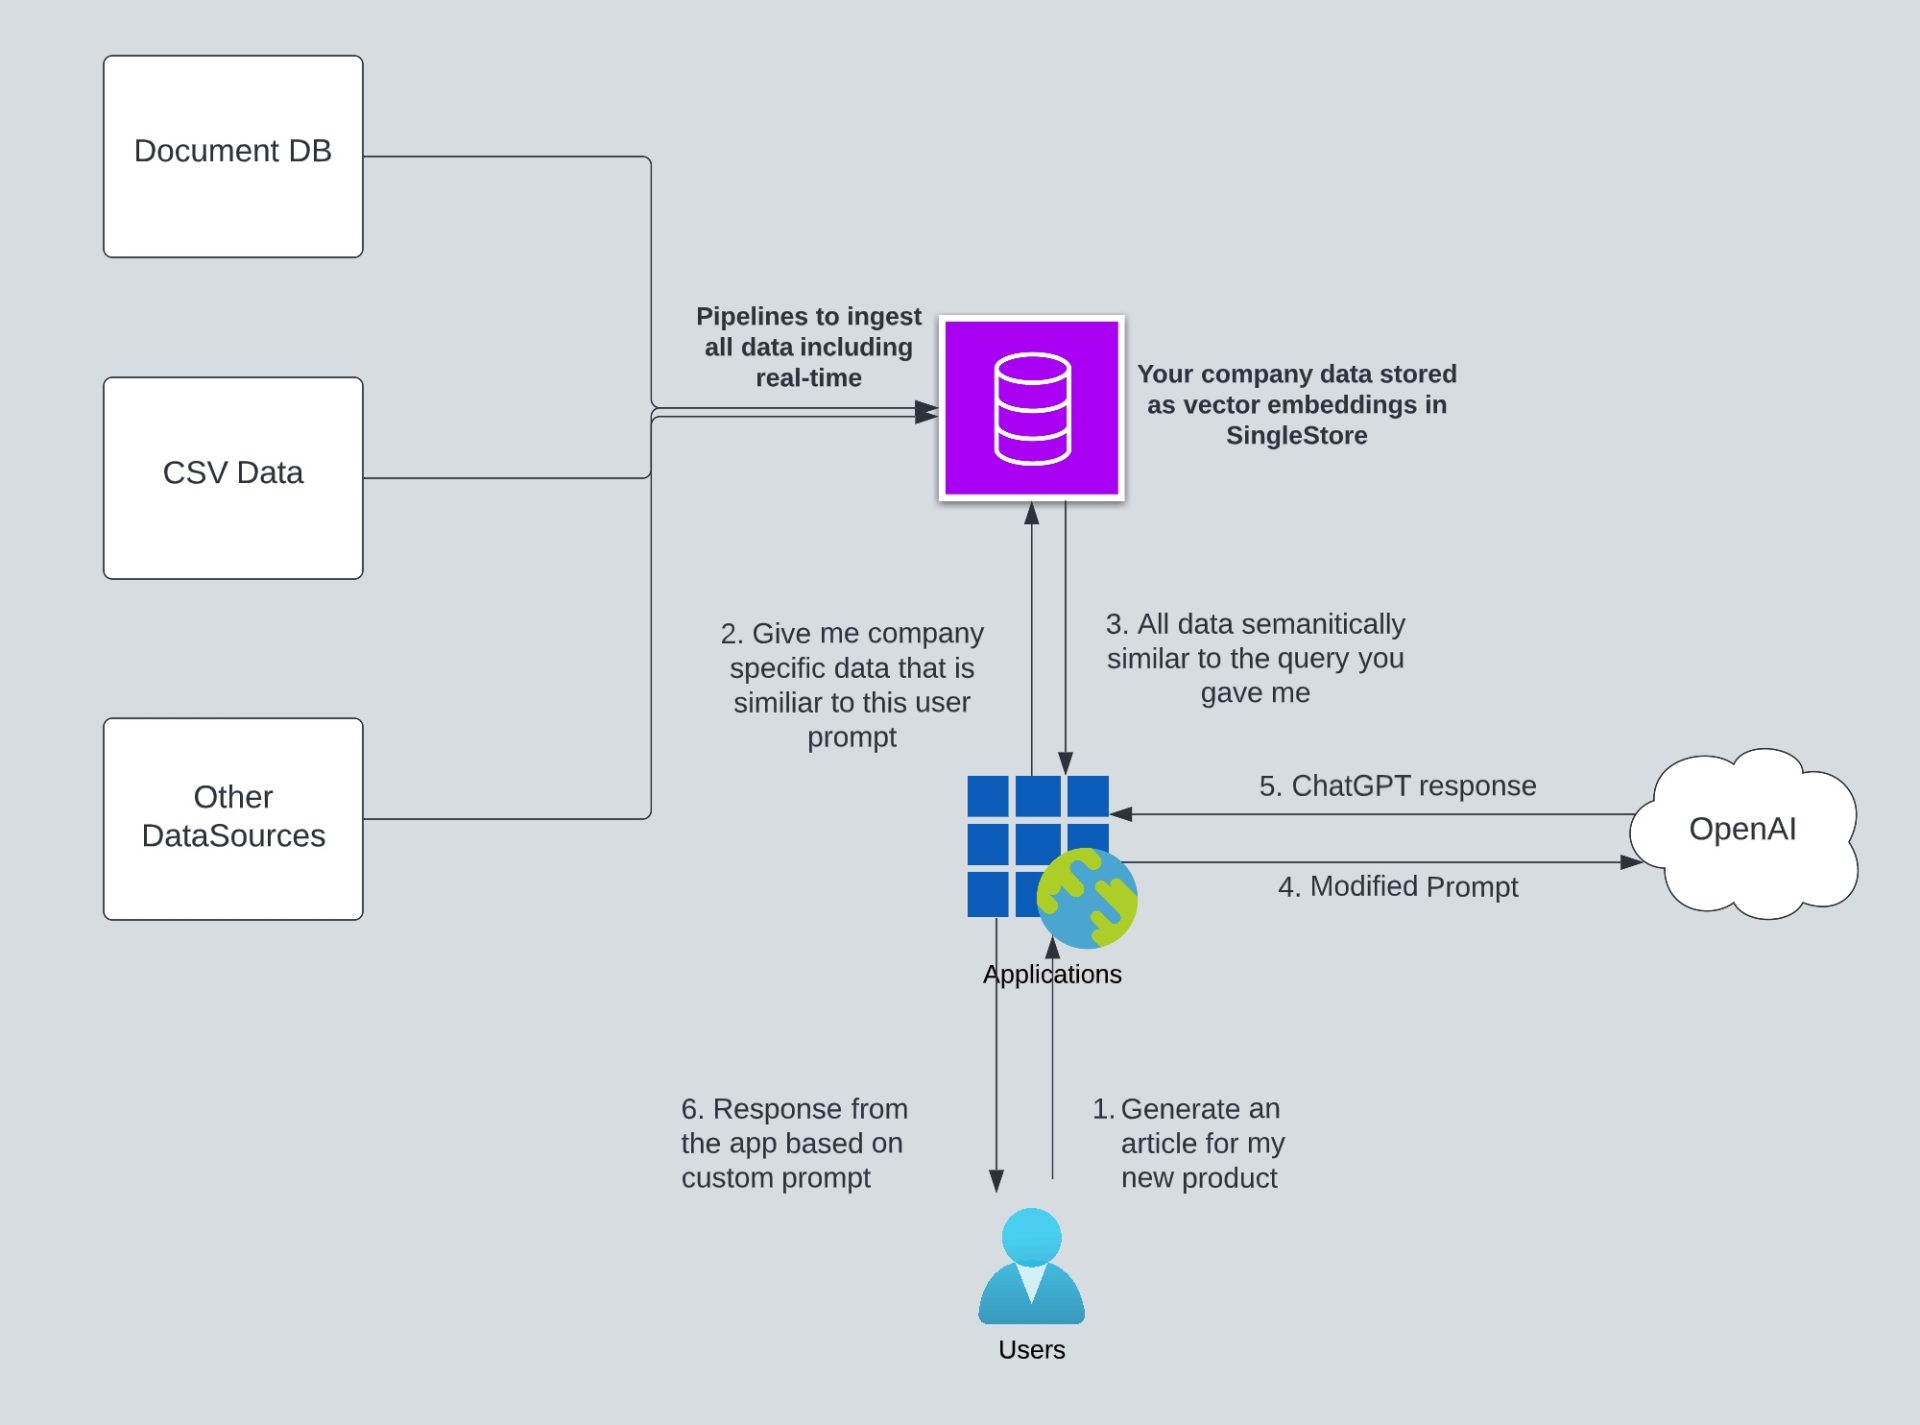 Document DB
Pipelines to ingest
all data including
real-time
Your company data stored
as vector embeddings in
SingleStore
CSV Data
2. Give me company
specific data that is
similiar to this user
prompt
3. All data semanitically
similar to the query you
gave me
Other
DataSources
5. ChatGPT response
OpenAI
4. Modified Prompt
Applications
6. Response from
the app based on
custom prompt
1. Generate an
article for my
new product
Users